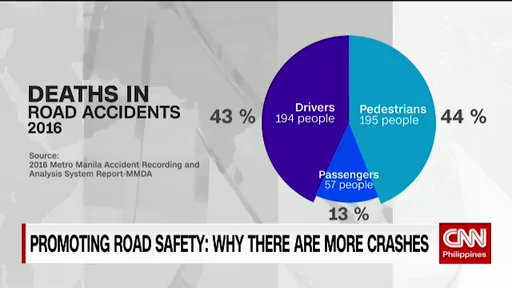 DEATHS IN
ROAD ACCIDENTS
2016
Source:
2016 Metro Manila Accident Recording and
Analysis System Report-MMDA
43 %
Drivers
194 people
Pedestrians
195 people
44 %
Passengers
57 people
13 %
PROMOTING ROAD SAFETY: WHY THERE ARE MORE CRASHES
CNN
Philippines